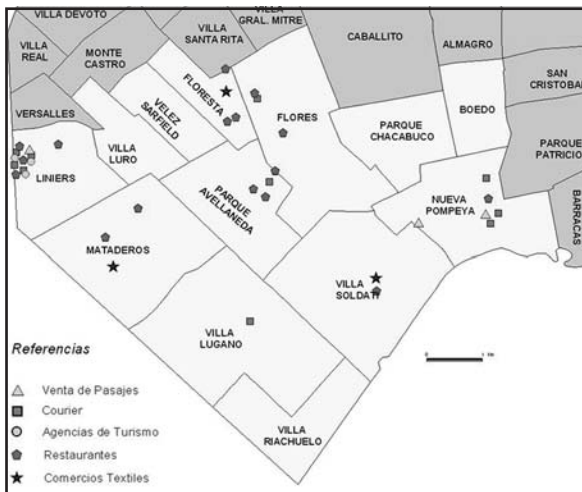 VILLA DEVOTO
VILLA
REAL
MONTE
CASTRO
VILLA
SANTA RITA
VILLA
GRAL. MITRE
CABALLITO
ALMAGRO
SAN
CRISTOBAL
VERSALLES
VELEZ
SARFIELD
FLORESTA
FLORES
PARQUE
CHACABUCO
BOEDO
PARQUE
PATRICIO
LINIERS
VILLA
LURO
PARQUE
AVELLANEDA
NUEVA
POMPEYA
BARRACAS
MATADEROS
VILLA
SOLDATI
VILLA
LUGANO
VILLA
RIACHUELO
Referencias
Venta de Pasajes
Courier
Agencias de Turismo
Restaurantes
Comercios Textiles